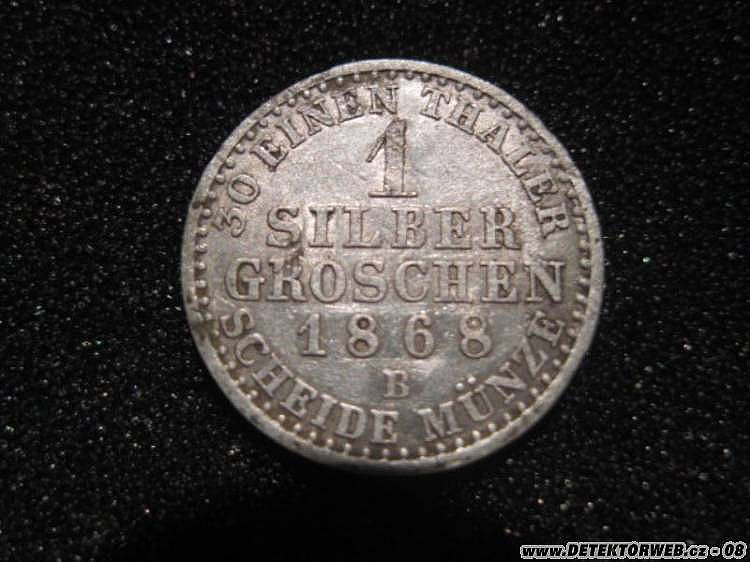 30 EINEN THALER
1
SILBER
GROSCHEN
1868
B
SCHEIDE MÜNZE
www.DETEKTORWEB.cz - 08